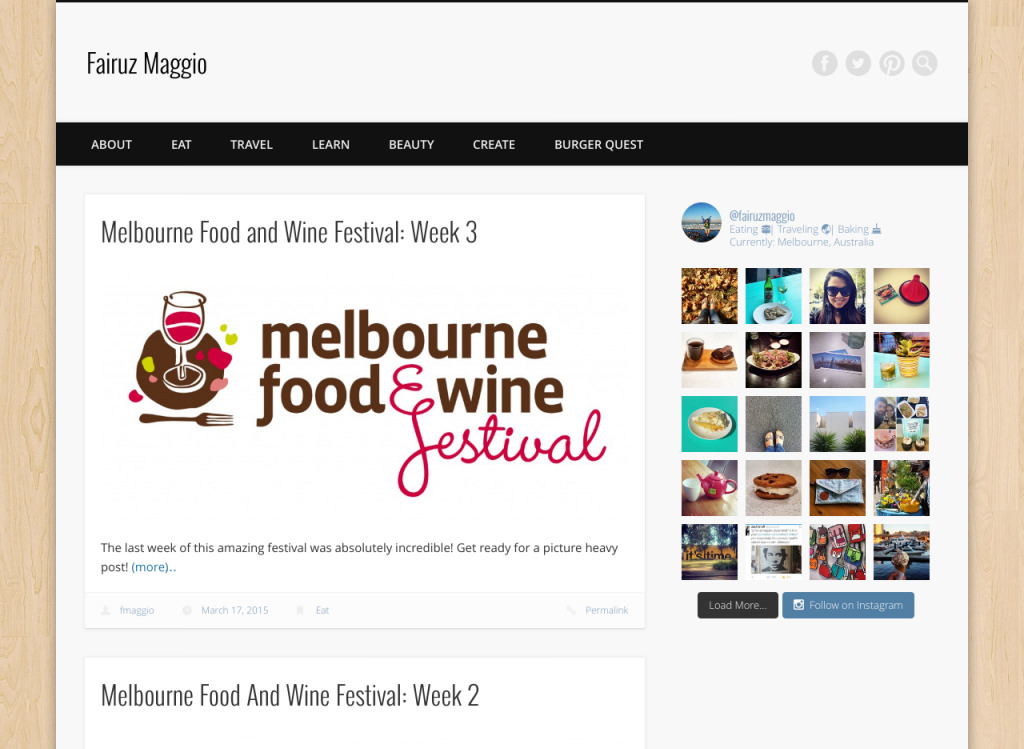 Fairuz Maggio
ABOUT EAT TRAVEL LEARN BEAUTY CREATE BURGER QUEST
Melbourne Food and Wine Festival: Week 3
melbourne
food & wine
festival
The last week of this amazing festival was absolutely incredible! Get ready for a picture heavy
post! (more)..
fmaggio March 17, 2015 Eat Permalink
Melbourne Food And Wine Festival: Week 2
@fairuzmaggio
Eating | Traveling | Baking
Currently: Melbourne, Australia
it's time
Load More... Follow on Instagram